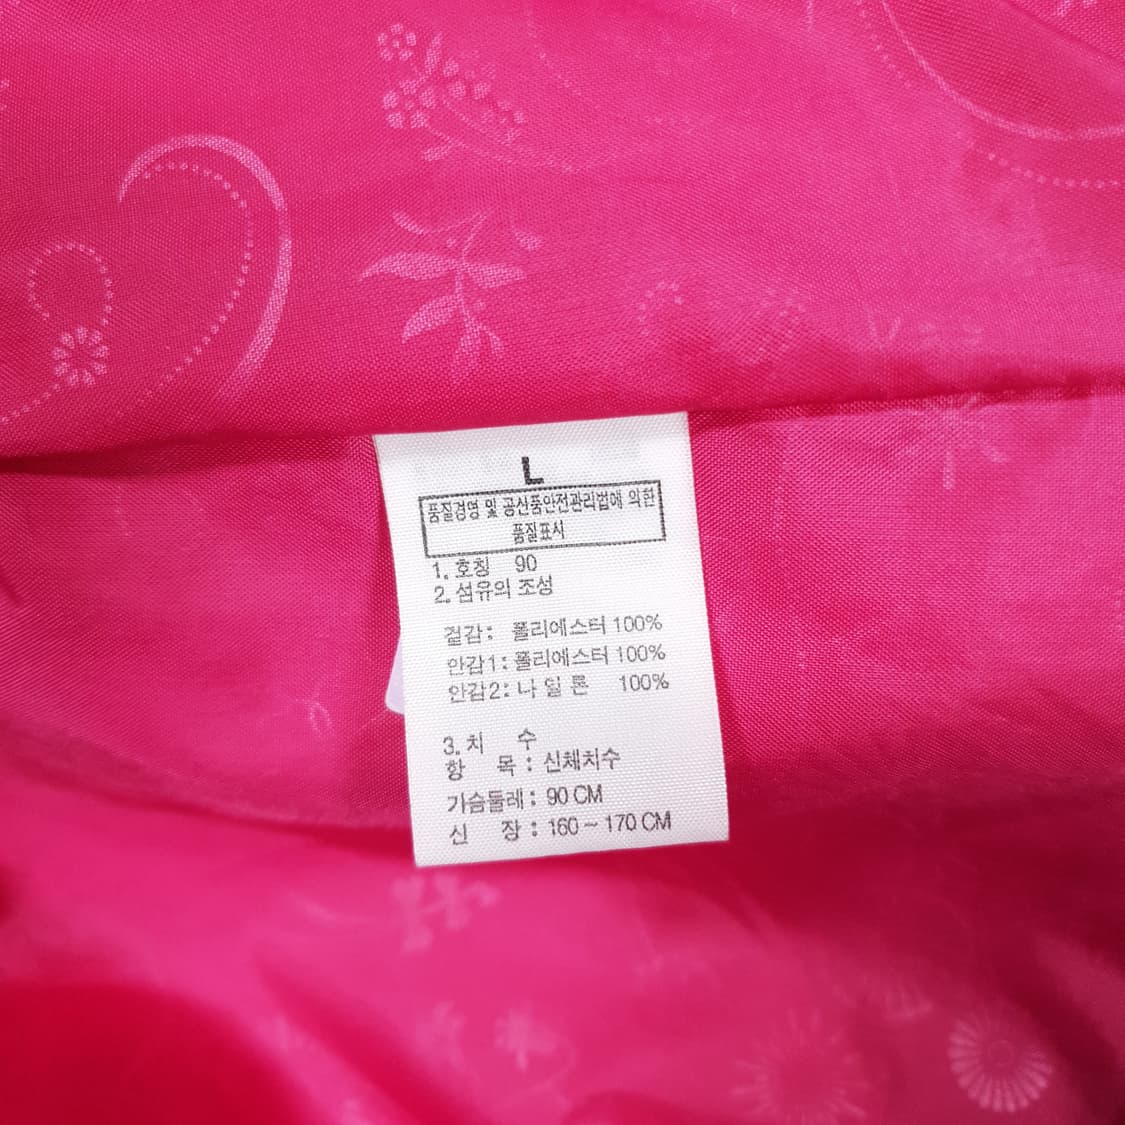 L
품질경영 및 공산품안전관리법에 의한
품질표시
1. 호칭 90
2. 섬유의 조성
겉감: 폴리에스터 100%
안감1: 폴리에스터 100%
안감2: 나 일 론 100%
3. 치 수
항 목 : 신체치수
가슴둘레 : 90 CM
신 장 : 160 ~ 170 CM